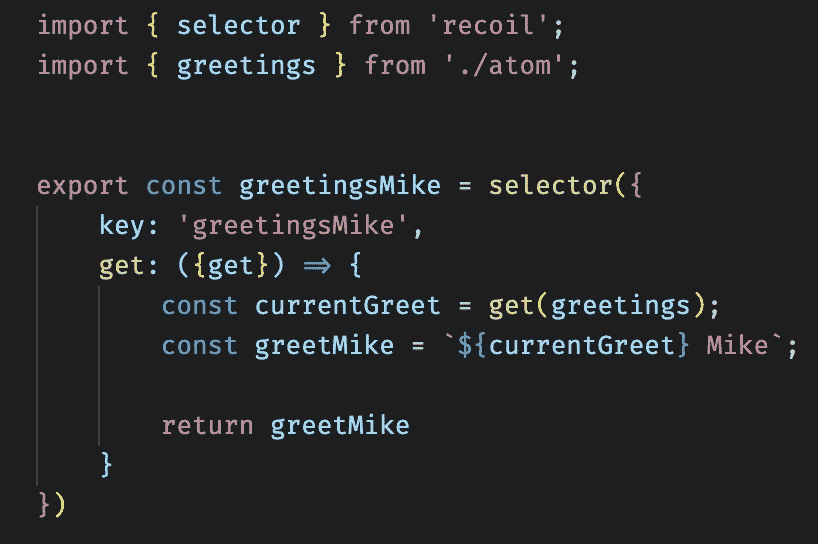 import { selector } from 'recoil';
import { greetings } from './atom';
export const greetingsMike = selector({
key: 'greetingsMike',
get: ({get}) => {
const currentGreet = get(greetings);
const greetMike = `${currentGreet} Mike`;
return greetMike
}
})